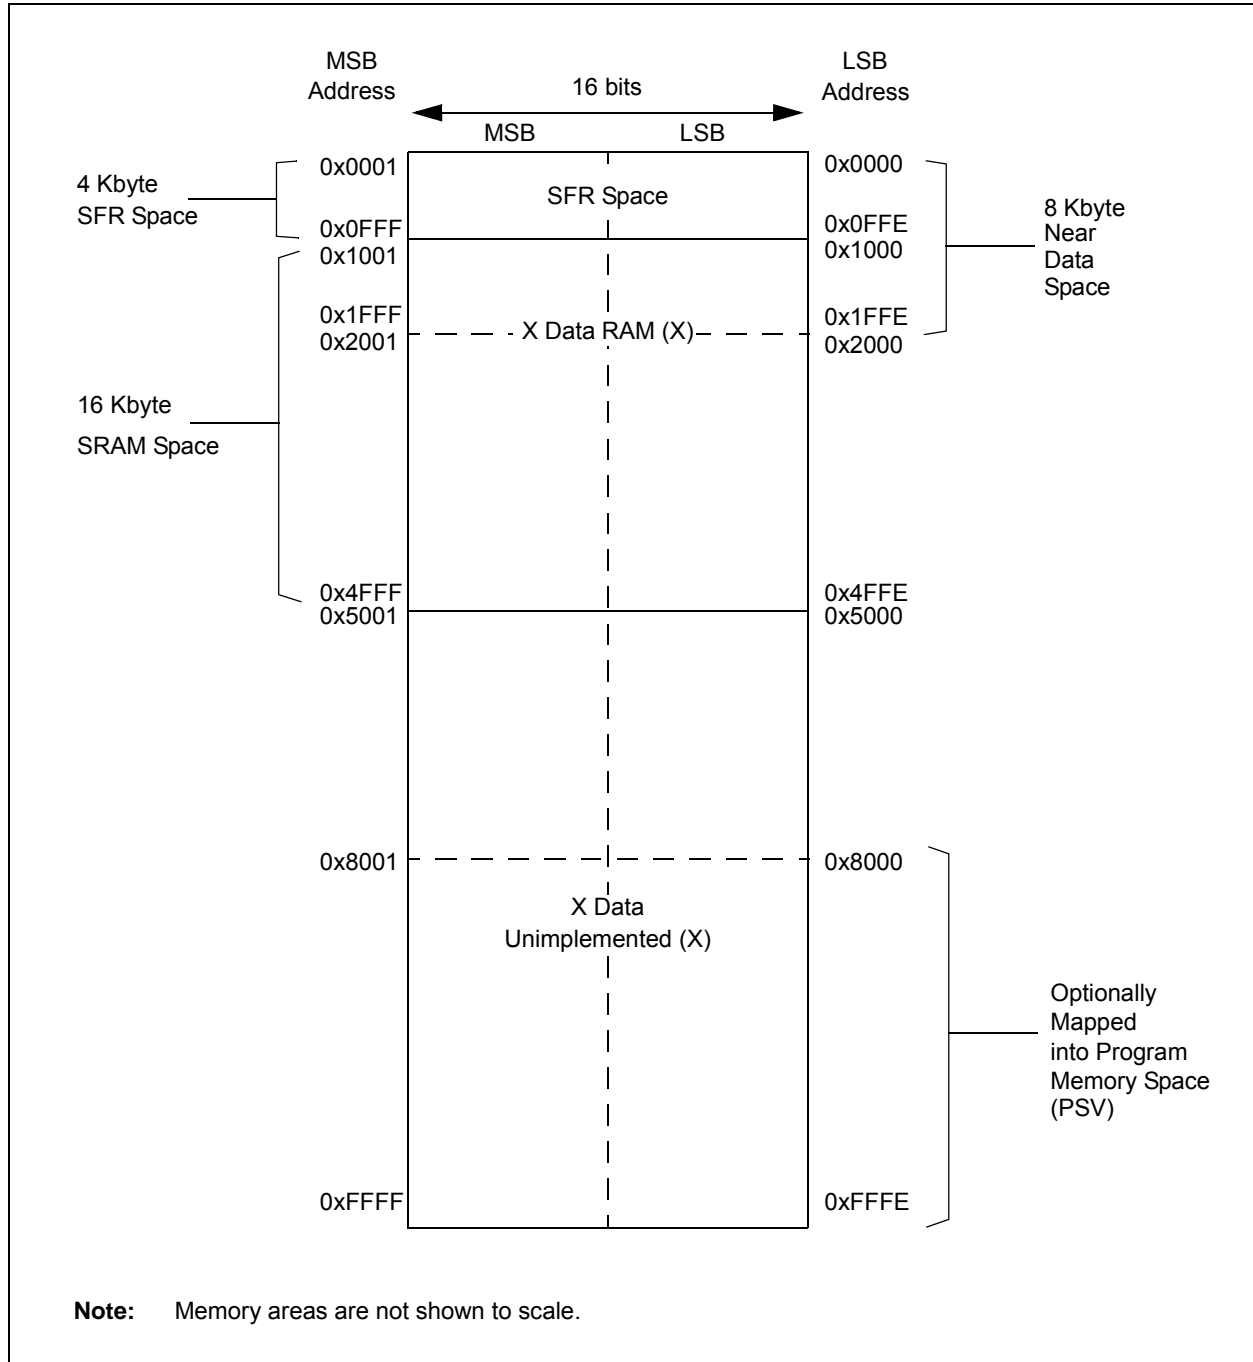 MSB
Address
LSB
Address
16 bits
MSB
LSB
0x0001
0x0000
4 Kbyte
SFR Space
SFR Space
8 Kbyte
Near
Data
Space
0x0FFF
0x0FFE
0x1001
0x1000
0x1FFF
0x1FFE
X Data RAM (X)
0x2001
0x2000
16 Kbyte
SRAM Space
0x4FFF
0x4FFE
0x5001
0x5000
0x8001
0x8000
X Data
Unimplemented (X)
Optionally
Mapped
into Program
Memory Space
(PSV)
0xFFFF
0xFFFE
Note: Memory areas are not shown to scale.